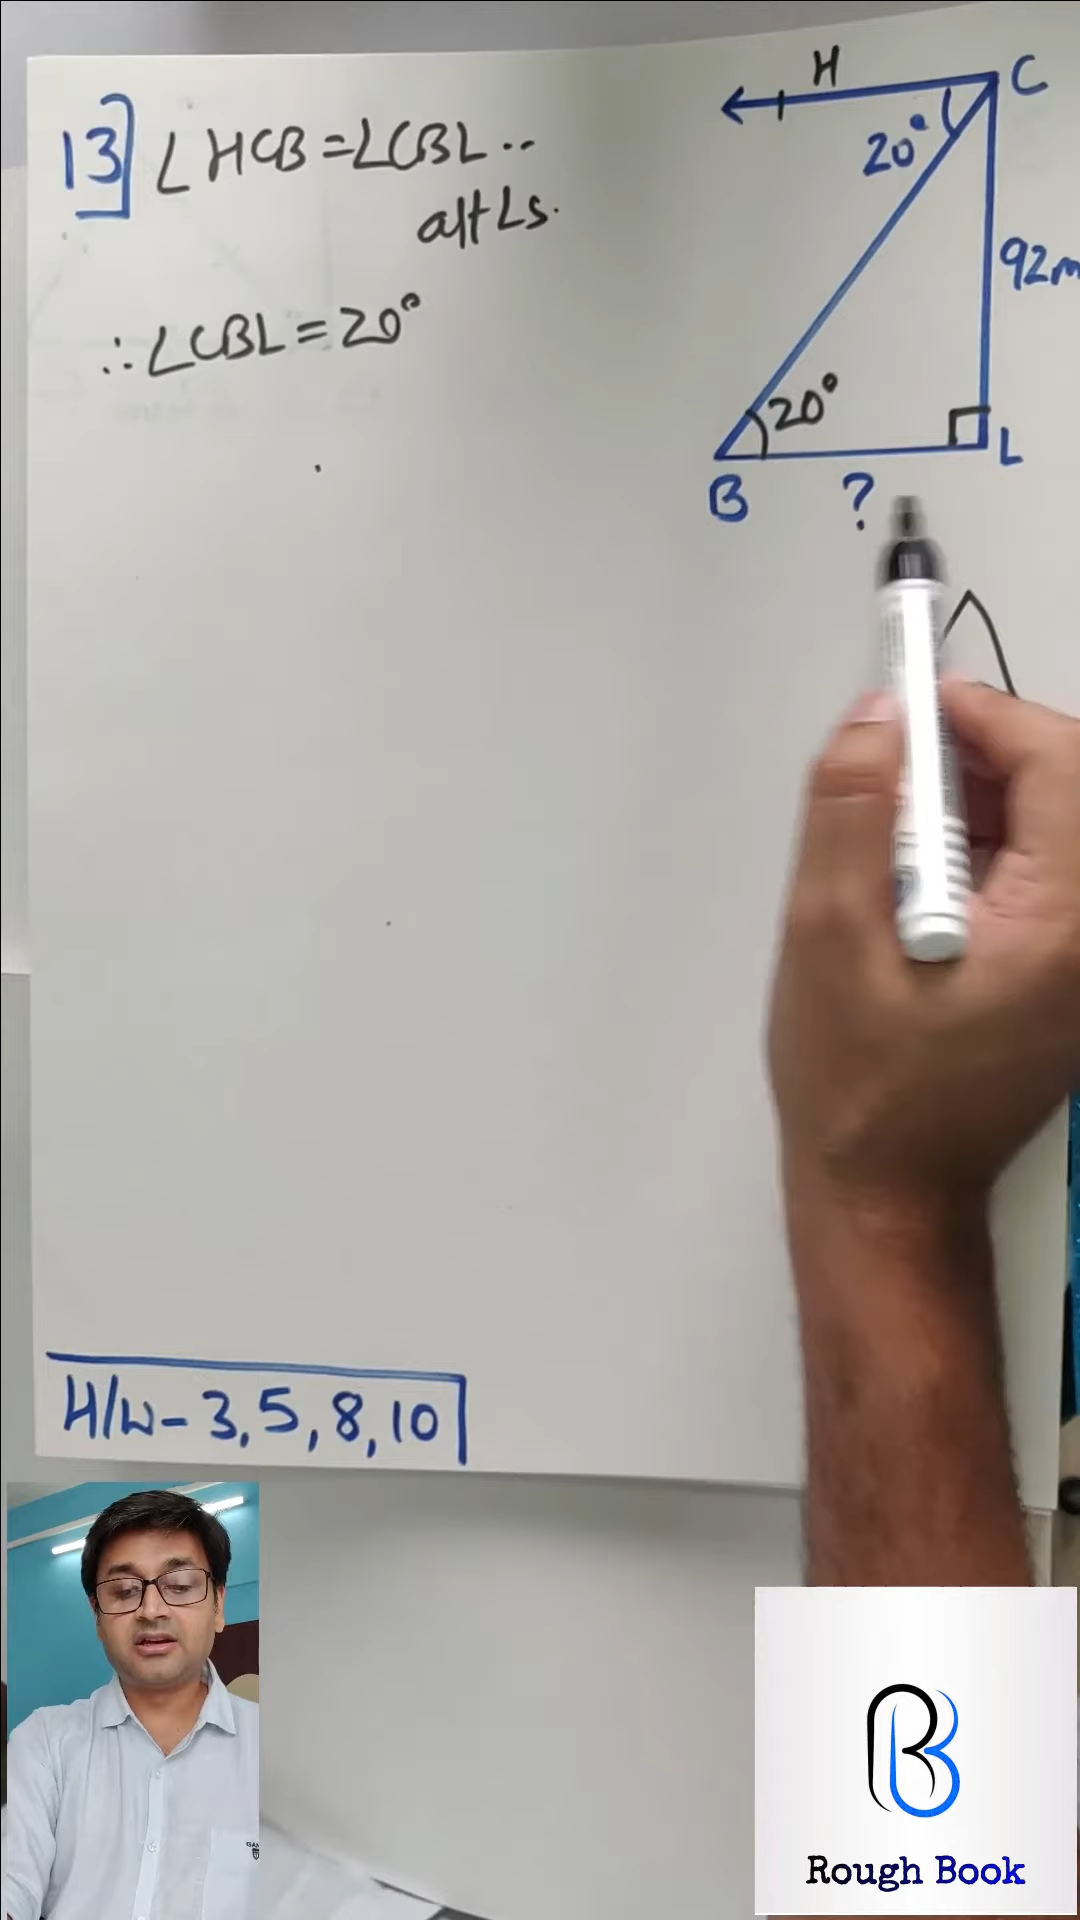 13] ∠HCB = ∠CBL ..
alt ∠s.
∴ ∠CBL = 20°
H
C
20°
92m
20°
L
B
?
H/W - 3, 5, 8, 10
Rough Book